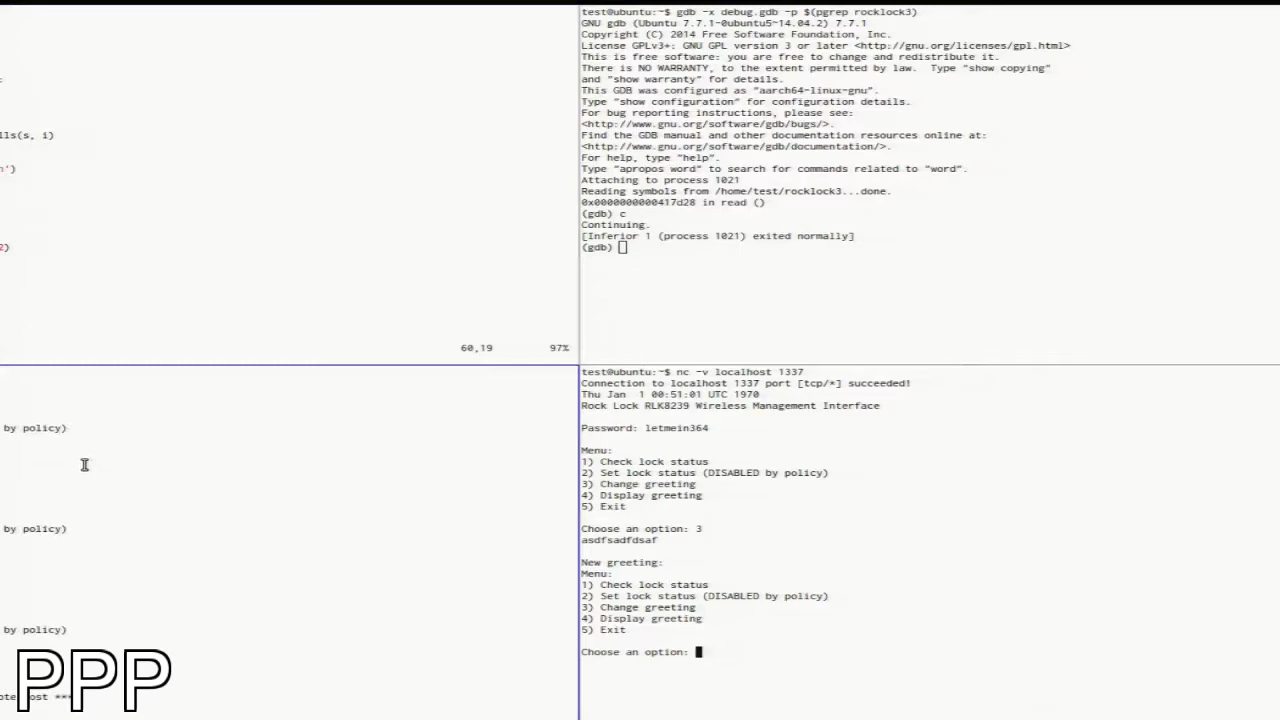 lls(s, i)
n')
2)
60,19 97%
test@ubuntu:~$ gdb -x debug.gdb -p $(pgrep rocklock3)
GNU gdb (Ubuntu 7.7.1-0ubuntu5~14.04.2) 7.7.1
Copyright (C) 2014 Free Software Foundation, Inc.
License GPLv3+: GNU GPL version 3 or later <http://gnu.org/licenses/gpl.html>
This is free software: you are free to change and redistribute it.
There is NO WARRANTY, to the extent permitted by law.  Type "show copying"
and "show warranty" for details.
This GDB was configured as "aarch64-linux-gnu".
Type "show configuration" for configuration details.
For bug reporting instructions, please see:
<http://www.gnu.org/software/gdb/bugs/>.
Find the GDB manual and other documentation resources online at:
<http://www.gnu.org/software/gdb/documentation/>.
For help, type "help".
Type "apropos word" to search for commands related to "word".
Attaching to process 1021
Reading symbols from /home/test/rocklock3...done.
0x0000000000417d28 in read ()
(gdb) c
Continuing.
[Inferior 1 (process 1021) exited normally]
(gdb)
by policy)
by policy)
by policy)
PPP
ost ***
test@ubuntu:~$ nc -v localhost 1337
Connection to localhost 1337 port [tcp/*] succeeded!
Thu Jan  1 00:51:01 UTC 1970
Rock Lock RLK8239 Wireless Management Interface
Password: letmein364
Menu:
1) Check lock status
2) Set lock status (DISABLED by policy)
3) Change greeting
4) Display greeting
5) Exit
Choose an option: 3
asdfsadfdsaf
New greeting:
Menu:
1) Check lock status
2) Set lock status (DISABLED by policy)
3) Change greeting
4) Display greeting
5) Exit
Choose an option: